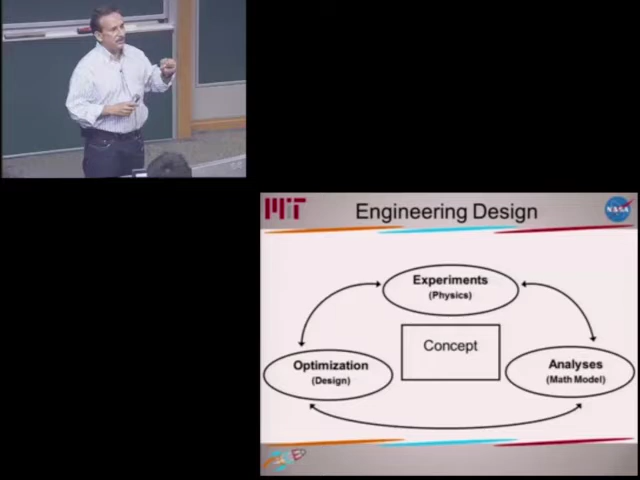 MIT
Engineering Design
NASA
Experiments
(Physics)
Concept
Optimization
(Design)
Analyses
(Math Model)